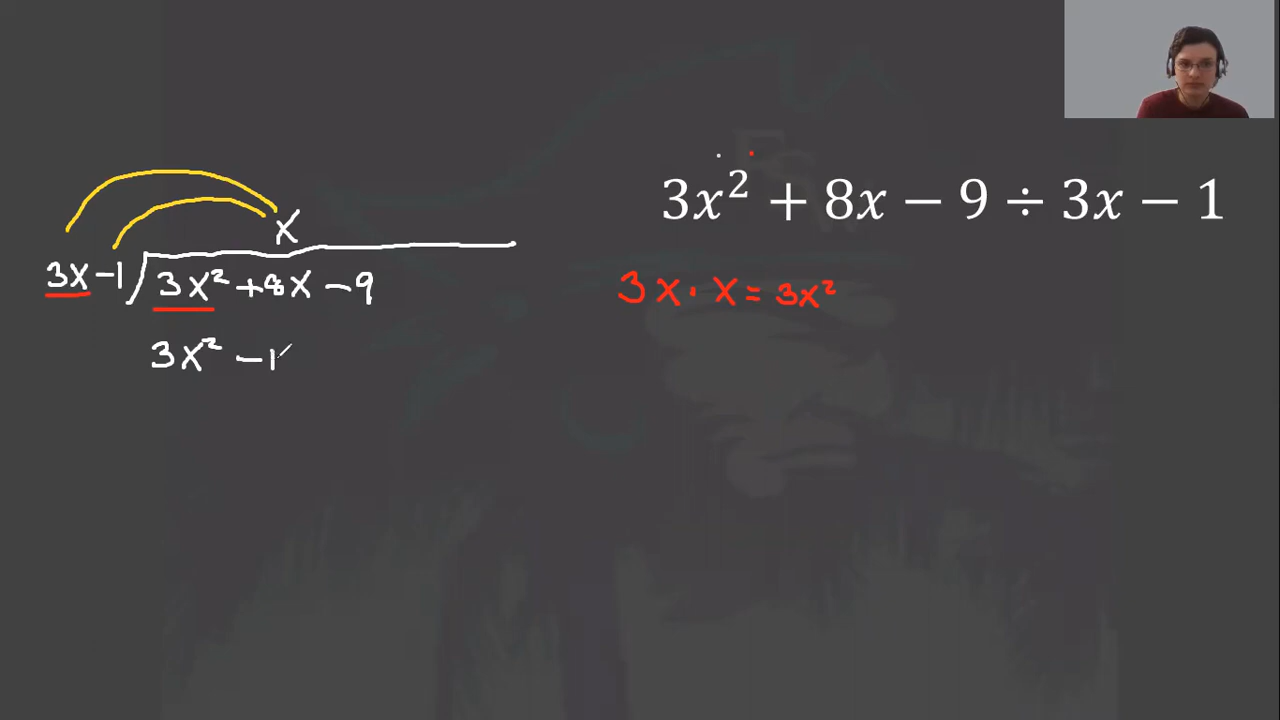 3x² + 8x − 9 ÷ 3x − 1
x
3x-1 3x²+8x-9
3x · x = 3x²
3x² -1